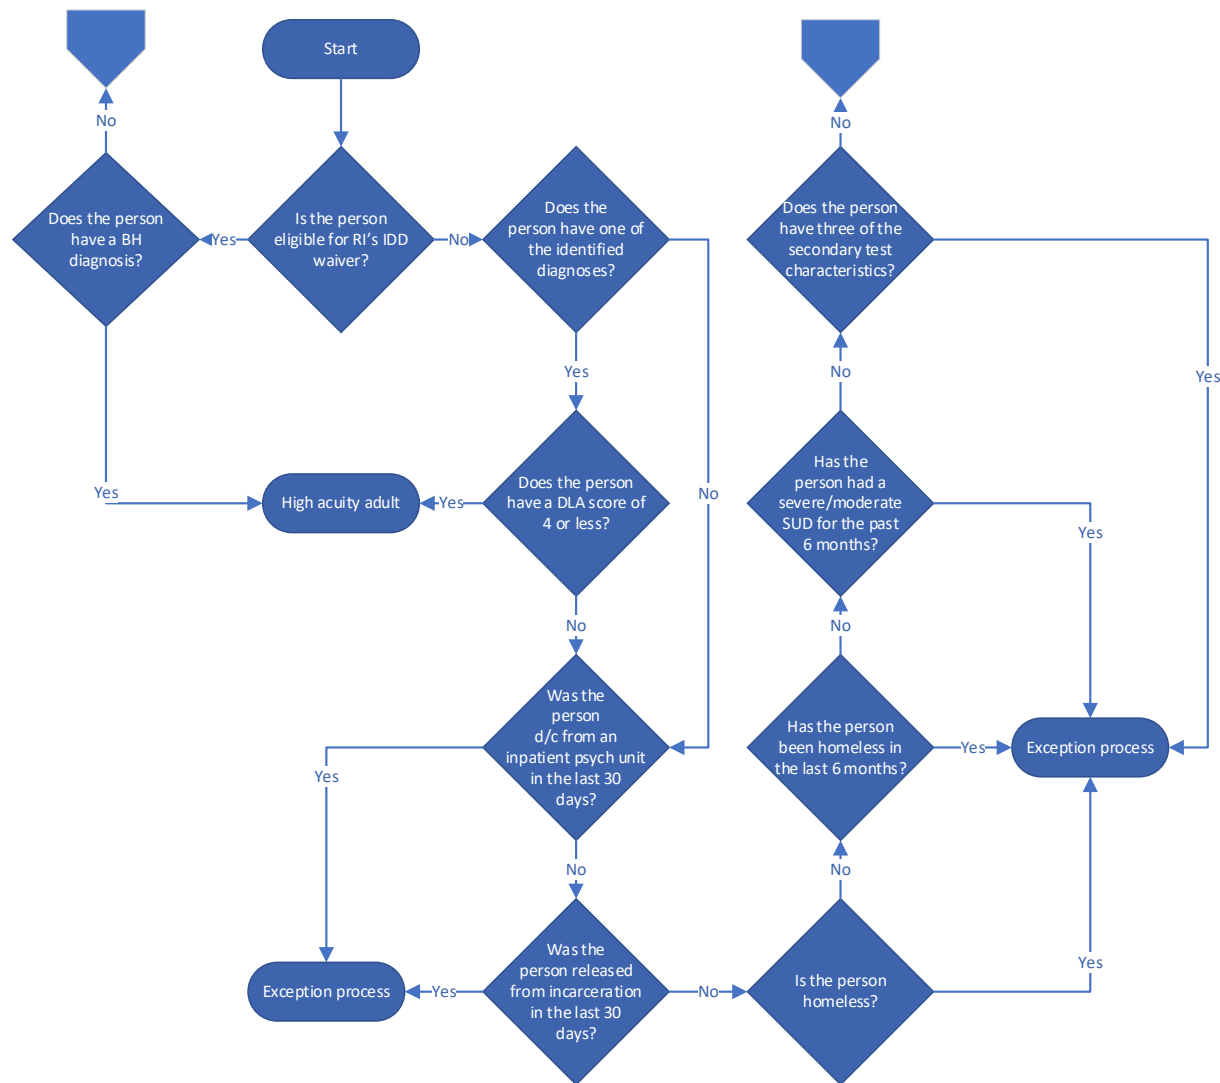 Start
No
Does the person
have a BH
diagnosis?
Yes
Is the person
eligible for RI's IDD
waiver?
No
Does the
person have one of
the identified
diagnoses?
Yes
No
Yes
High acuity adult
Yes
Does the person
have a DLA score of
4 or less?
No
Was the
person
d/c from an
inpatient psych unit
in the last 30
days?
Yes
No
Exception process
Yes
Was the
person released
from incarceration
in the last 30
days?
No
Is the person
homeless?
Yes
No
Has the person
been homeless in
the last 6 months?
Yes
Exception process
No
Has the
person had a
severe/moderate
SUD for the past
6 months?
Yes
No
Does the person
have three of the
secondary test
characteristics?
Yes
No